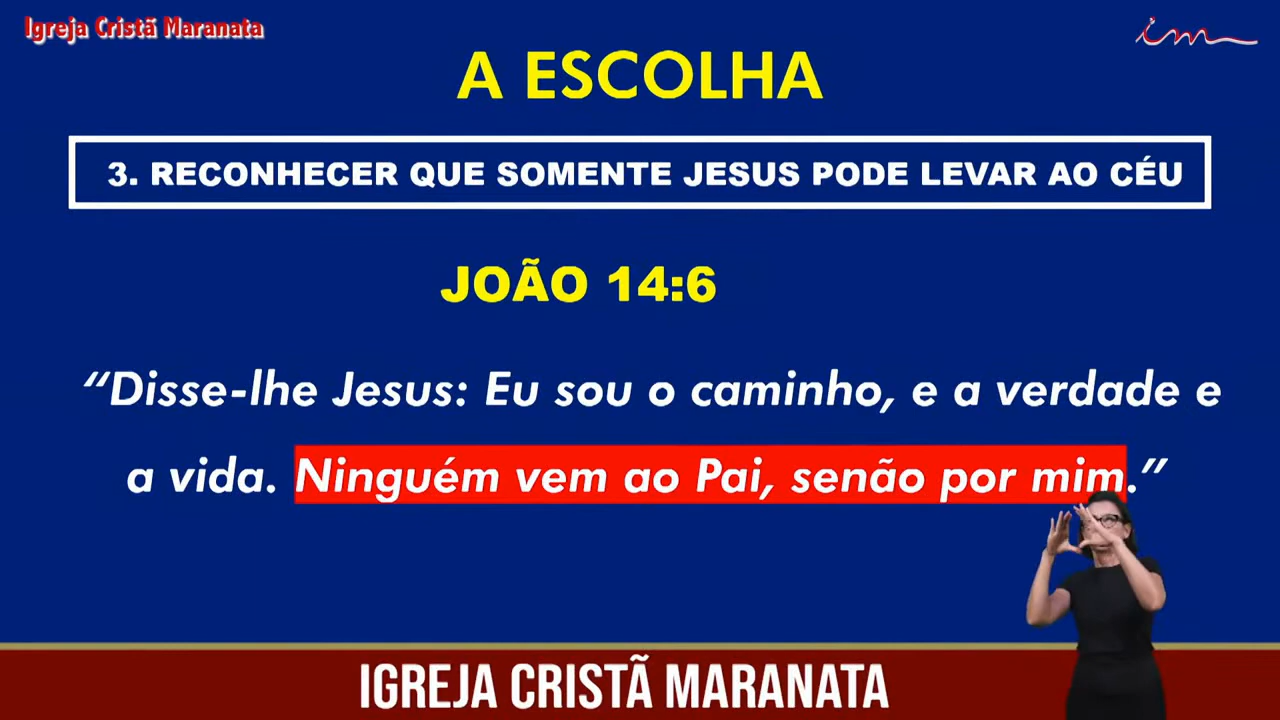 Igreja Cristã Maranata
im
A ESCOLHA
3. RECONHECER QUE SOMENTE JESUS PODE LEVAR AO CÉU
JOÃO 14:6
“Disse-lhe Jesus: Eu sou o caminho, e a verdade e
a vida. Ninguém vem ao Pai, senão por mim.”
IGREJA CRISTÃ MARANATA